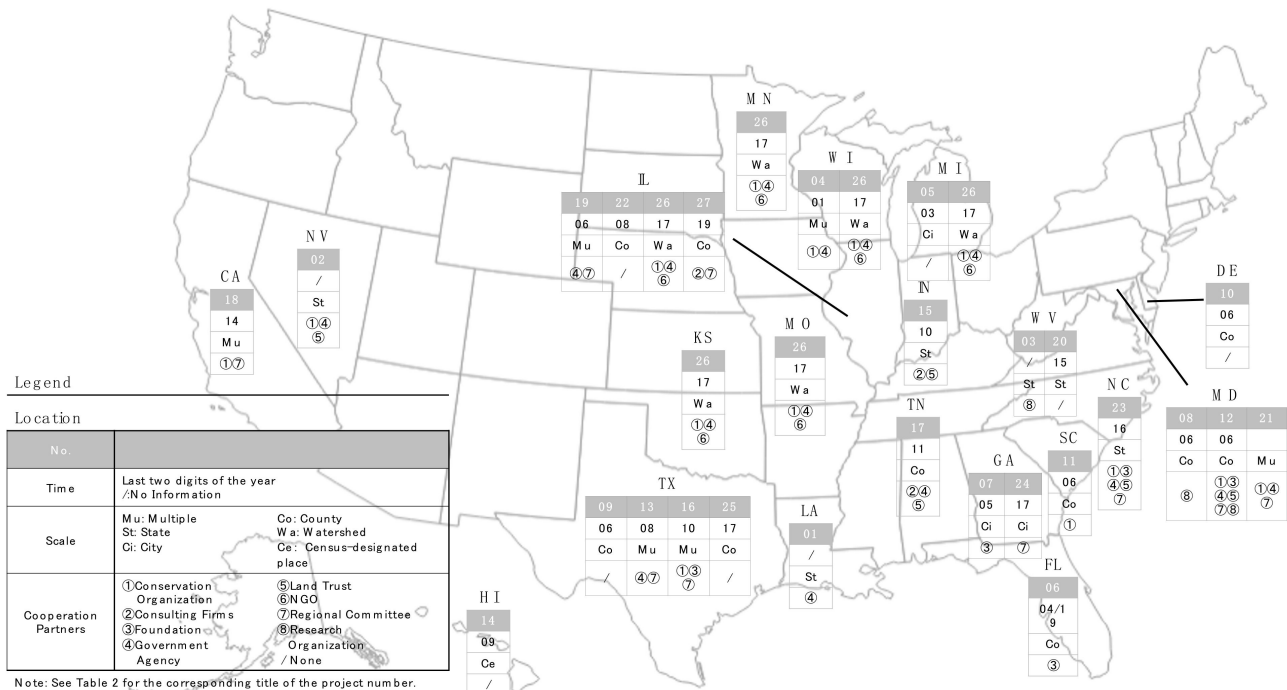 MN
26
17
Wa
①④
⑥
WI
04 26
01 17
Mu Wa
①④ ①④
⑥
MI
05 26
03 17
Ci Wa
/ ①④
⑥
IL
19 22 26 27
06 08 17 19
Mu Co Wa Co
④⑦ / ①④
⑥ ②⑦
NV
02
/
St
①④
⑤
CA
18
14
Mu
①⑦
DE
10
06
Co
/
IN
15
10
St
②⑤
WV
03 20
/ 15
St St
⑧ /
KS
26
17
Wa
①④
⑥
MO
26
17
Wa
①④
⑥
NC
23
16
St
①③
④⑤
⑦
MD
08 12 21
06 06
Co Co Mu
⑧ ①③
④⑤
⑦⑧ ①④
⑦
TN
17
11
Co
②④
⑤
SC
11
06
Co
①
GA
07 24
05 17
Ci Ci
③ ⑦
TX
09 13 16 25
06 08 10 17
Co Mu Mu Co
/ ④⑦ ①③
⑦ /
LA
01
/
St
④
FL
06
04/1
9
Co
③
HI
14
09
Ce
/
Legend
Location
No.
Time
Last two digits of the year
/:No Information
Scale
Mu: Multiple Co: County
St: State Wa: Watershed
Ci: City Ce: Census-designated
place
Cooperation
Partners
①Conservation ⑤Land Trust
Organization ⑥NGO
②Consulting Firms ⑦Regional Committee
③Foundation ⑧Research
④Government Organization
Agency /None
Note: See Table 2 for the corresponding title of the project number.